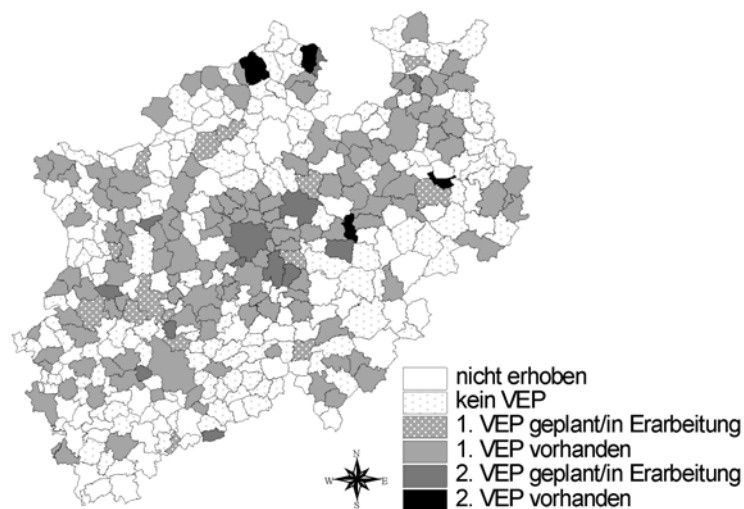 nicht erhoben
kein VEP
1. VEP geplant/in Erarbeitung
1. VEP vorhanden
2. VEP geplant/in Erarbeitung
2. VEP vorhanden
N
W E
S